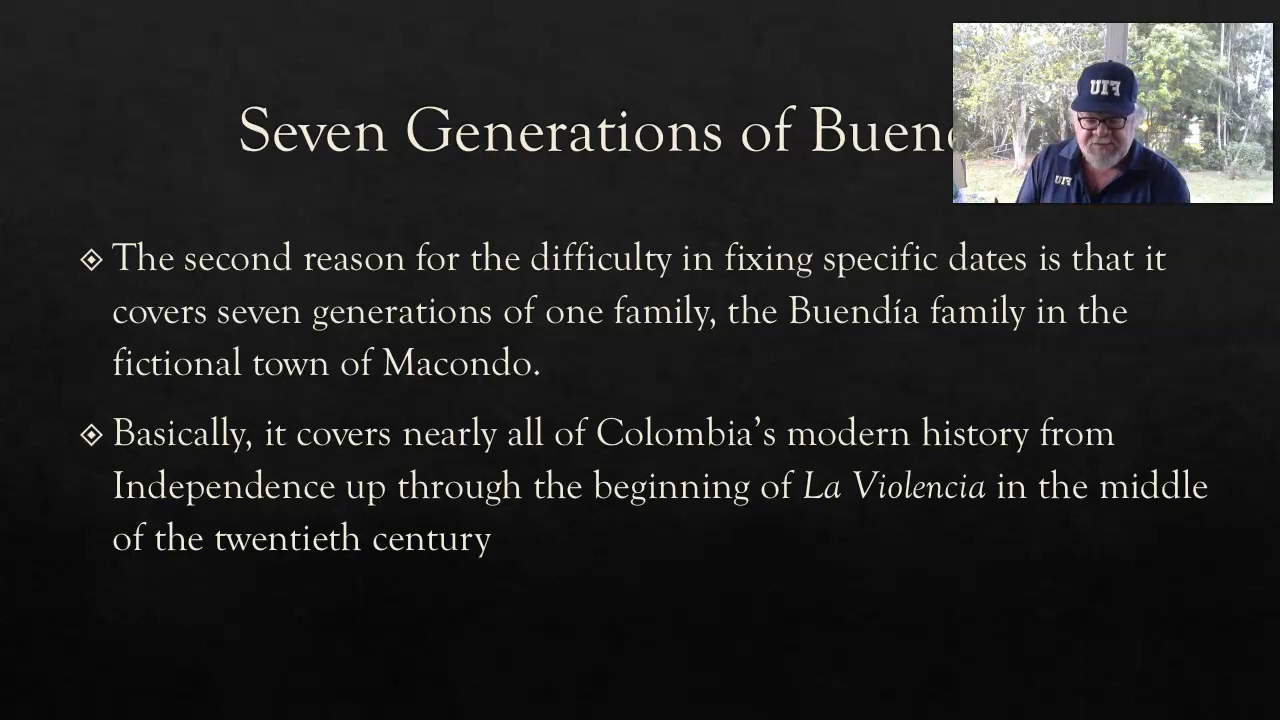 Seven Generations of
The second reason for the difficulty in fixing specific dates is that it
covers seven generations of one family, the Buendía family in the
fictional town of Macondo.
Basically, it covers nearly all of Colombia’s modern history from
Independence up through the beginning of La Violencia in the middle
of the twentieth century
FIU
FIU